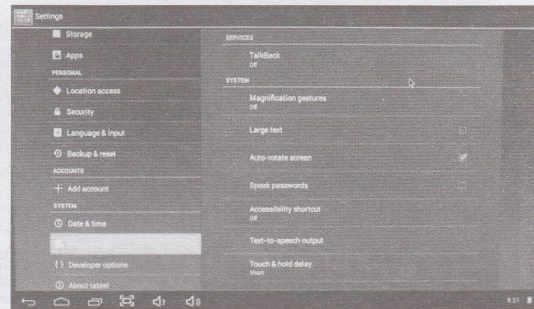 Settings
Storage
Apps
PERSONAL
Location access
Security
Language & input
Backup & reset
ACCOUNTS
Add account
SYSTEM
Date & time
Developer options
About tablet
SERVICES
TalkBack
Off
SYSTEM
Magnification gestures
Off
Large text
Auto-rotate screen
Speak passwords
Accessibility shortcut
Off
Text-to-speech output
Touch & hold delay
Short
5:21